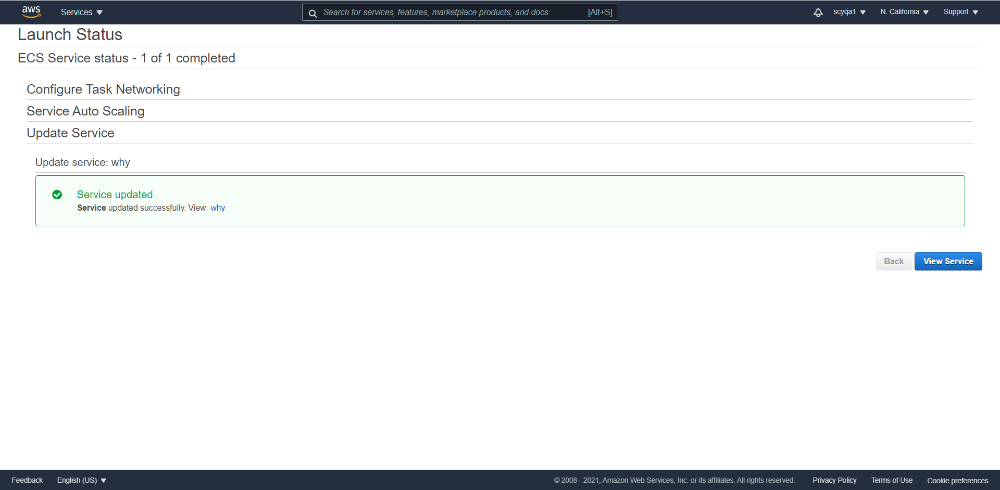 aws
Services
Search for services, features, marketplace products, and docs [Alt+S]
scyqa1
N. California
Support
Launch Status
ECS Service status - 1 of 1 completed
Configure Task Networking
Service Auto Scaling
Update Service
Update service: why
Service updated
Service updated successfully. View: why
Back
View Service
Feedback
English (US)
© 2008 - 2021, Amazon Web Services, Inc. or its affiliates. All rights reserved.
Privacy Policy
Terms of Use
Cookie preferences